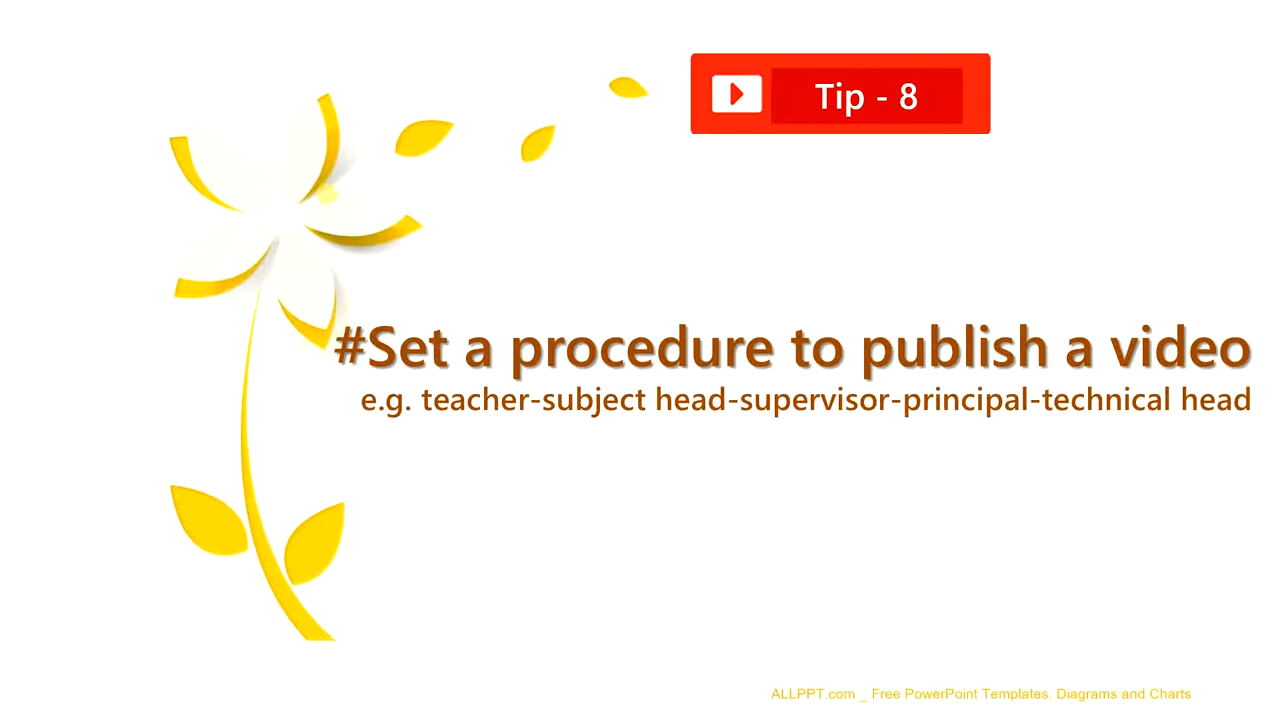 Tip - 8
#Set a procedure to publish a video
e.g. teacher-subject head-supervisor-principal-technical head
ALLPPT.com _ Free PowerPoint Templates. Diagrams and Charts